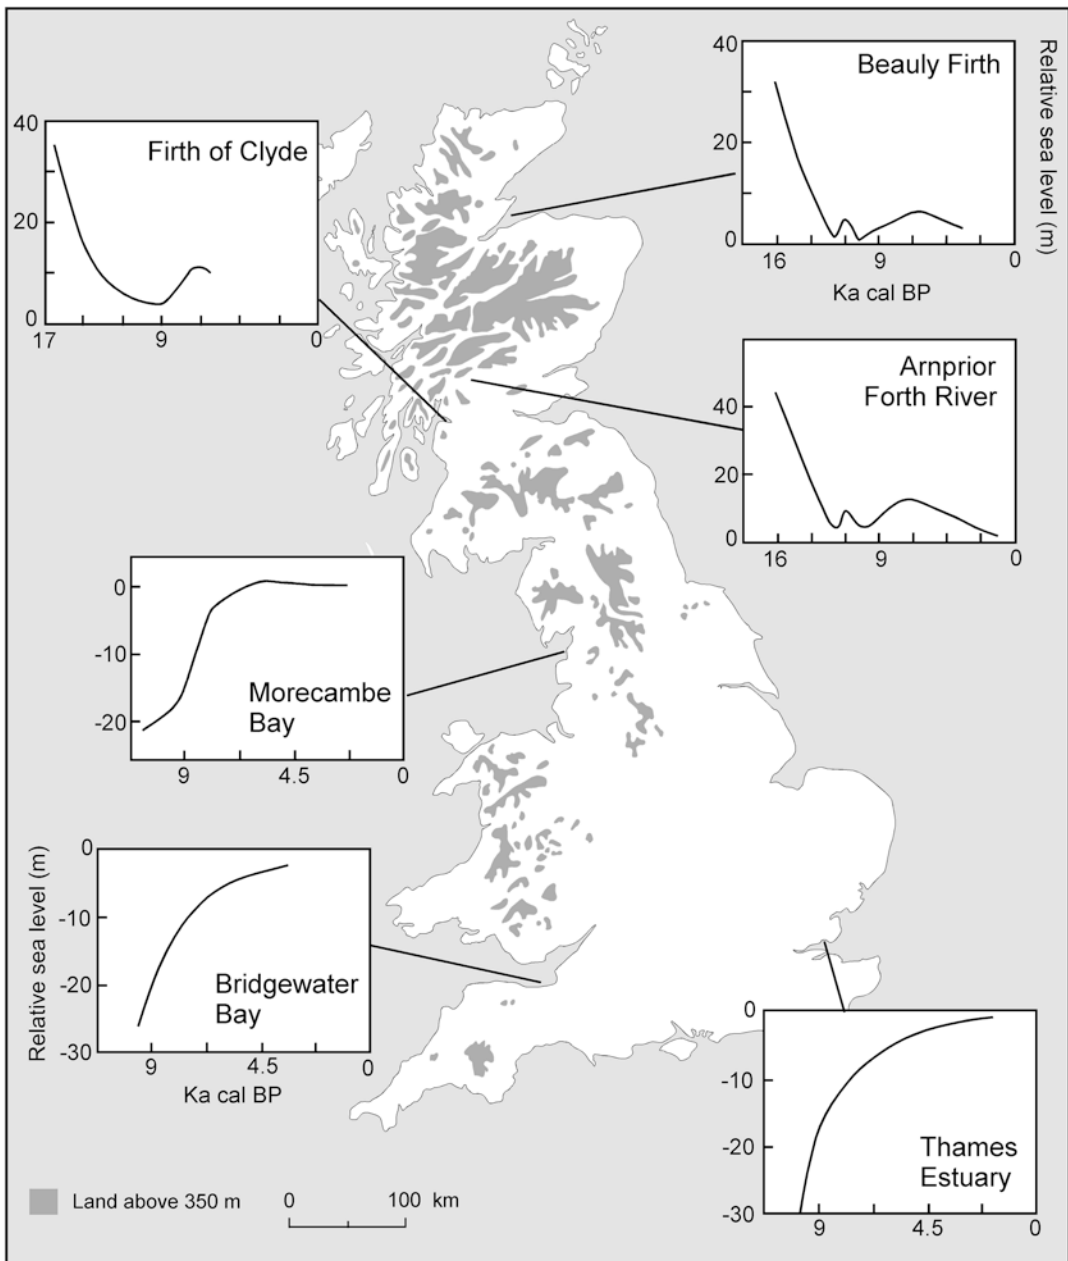 40
Beauly Firth
20
0
16
9
0
Ka cal BP
Relative sea level (m)
40
Firth of Clyde
20
0
17
9
0
Arnprior
Forth River
40
20
0
16
9
0
0
-10
-20
Morecambe
Bay
9
4.5
0
Relative sea level (m)
0
-10
-20
-30
Bridgewater
Bay
9
4.5
0
Ka cal BP
0
-10
-20
-30
Thames
Estuary
9
4.5
0
Land above 350 m
0
100 km